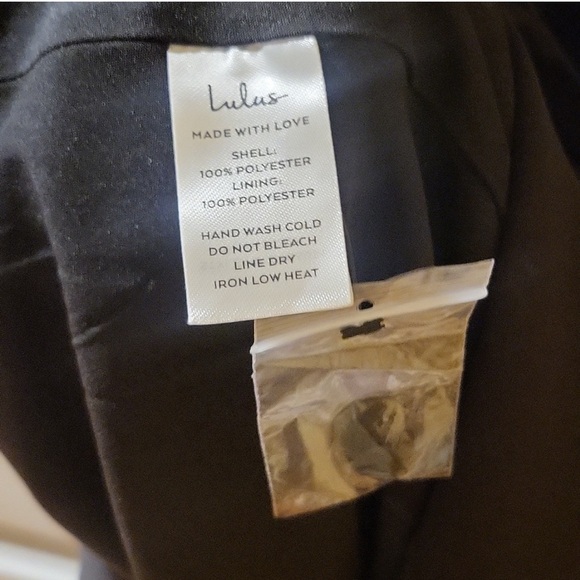 Lulus
MADE WITH LOVE
SHELL:
100% POLYESTER
LINING:
100% POLYESTER
HAND WASH COLD
DO NOT BLEACH
LINE DRY
IRON LOW HEAT